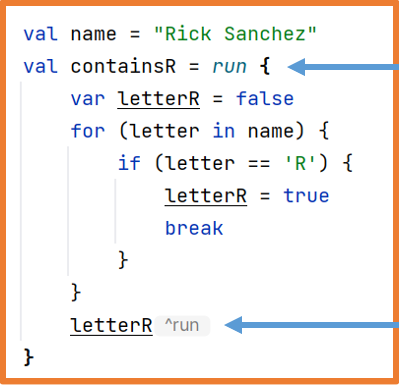 val name = "Rick Sanchez"
val containsR = run {
var letterR = false
for (letter in name) {
if (letter == 'R') {
letterR = true
break
}
}
letterR ^run
}